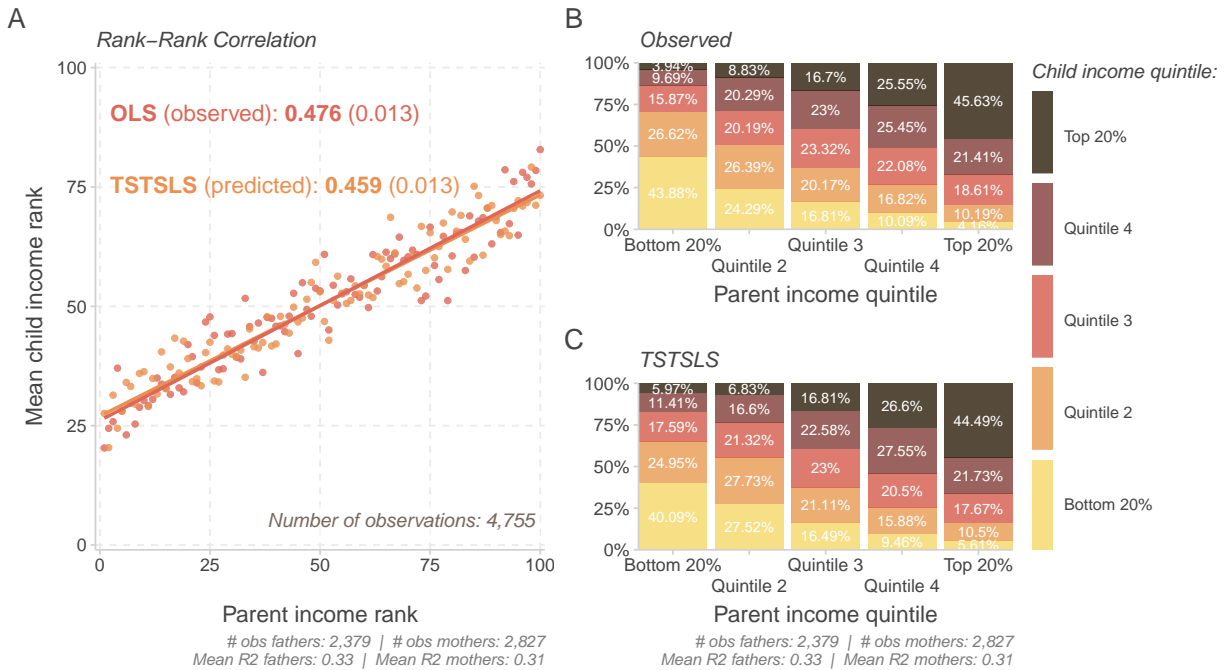 A
Rank–Rank Correlation
100
75
50
25
0
Mean child income rank
OLS (observed): 0.476 (0.013)
TSTSLS (predicted): 0.459 (0.013)
Number of observations: 4,755
0
25
50
75
100
Parent income rank
# obs fathers: 2,379 | # obs mothers: 2,827
Mean R2 fathers: 0.33 | Mean R2 mothers: 0.31
B
Observed
100%
75%
50%
25%
0%
3.94%
9.69%
15.87%
26.62%
43.88%
8.83%
20.29%
20.19%
26.39%
24.29%
16.7%
23%
23.32%
20.17%
16.81%
25.55%
25.45%
22.08%
16.82%
10.09%
45.63%
21.41%
18.61%
10.19%
4.16%
Bottom 20%
Quintile 2
Quintile 3
Quintile 4
Top 20%
Parent income quintile
C
TSTSLS
100%
75%
50%
25%
0%
5.97%
11.41%
17.59%
24.95%
40.09%
6.83%
16.6%
21.32%
27.73%
27.52%
16.81%
22.58%
23%
21.11%
16.49%
26.6%
27.55%
20.5%
15.88%
9.46%
44.49%
21.73%
17.67%
10.5%
5.61%
Bottom 20%
Quintile 2
Quintile 3
Quintile 4
Top 20%
Parent income quintile
# obs fathers: 2,379 | # obs mothers: 2,827
Mean R2 fathers: 0.33 | Mean R2 mothers: 0.31
Child income quintile:
Top 20%
Quintile 4
Quintile 3
Quintile 2
Bottom 20%